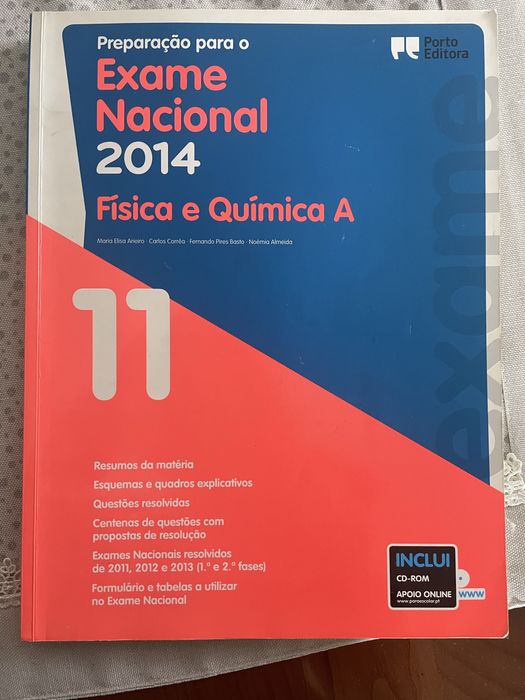 Preparação para o
Exame
Nacional
2014
Física e Química A
Maria Elisa Arieiro · Carlos Corrêa · Fernando Pires Basto · Noémia Almeida
Porto
Editora
exame
11
Resumos da matéria
Esquemas e quadros explicativos
Questões resolvidas
Centenas de questões com
propostas de resolução
Exames Nacionais resolvidos
de 2011, 2012 e 2013 (1.ª e 2.ª fases)
Formulário e tabelas a utilizar
no Exame Nacional
INCLUI
CD-ROM
APOIO ONLINE
www.portoescolar.pt
WWW